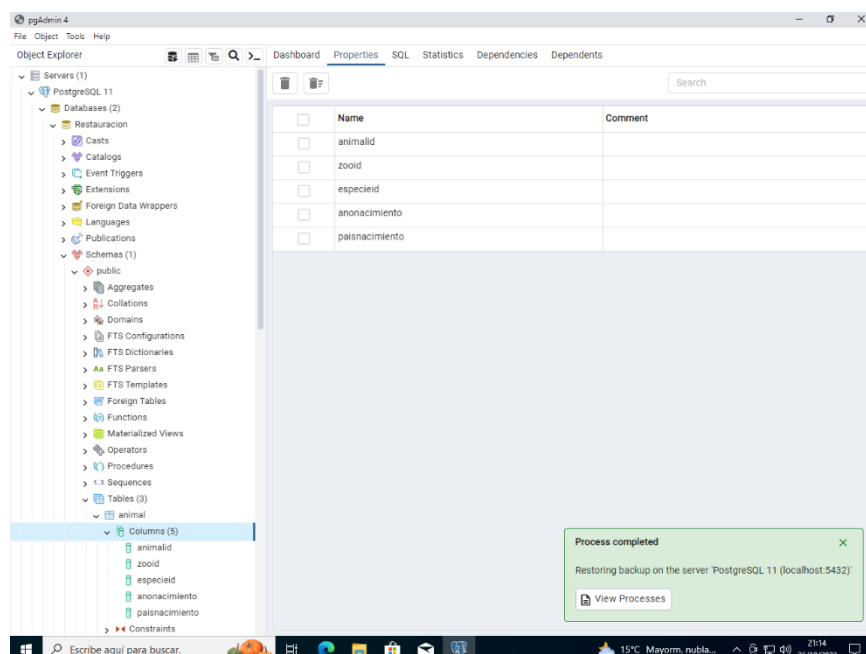 pgAdmin 4
File Object Tools Help
Object Explorer
Dashboard Properties SQL Statistics Dependencies Dependents
Servers (1)
PostgreSQL 11
Databases (2)
Restauracion
Casts
Catalogs
Event Triggers
Extensions
Foreign Data Wrappers
Languages
Publications
Schemas (1)
public
Aggregates
Collations
Domains
FTS Configurations
FTS Dictionaries
FTS Parsers
FTS Templates
Foreign Tables
Functions
Materialized Views
Operators
Procedures
Sequences
Tables (3)
animal
Columns (5)
animalid
zooid
especieid
anonacimiento
paisnacimiento
Constraints
Search
Name Comment
animalid
zooid
especieid
anonacimiento
paisnacimiento
Process completed
Restoring backup on the server 'PostgreSQL 11 (localhost:5432)'
View Processes
Escribe aquí para buscar.
15°C Mayorm. nubla...
21:14